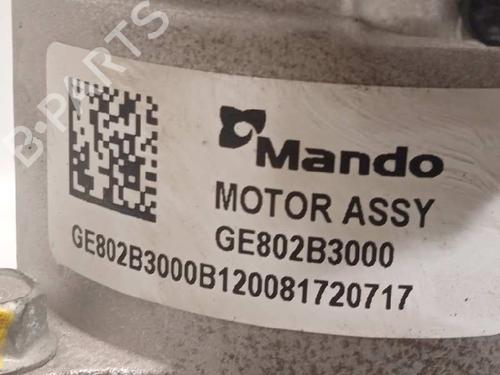 Mando
MOTOR ASSY
GE802B3000
GE802B3000B120081720717
B-PARTS